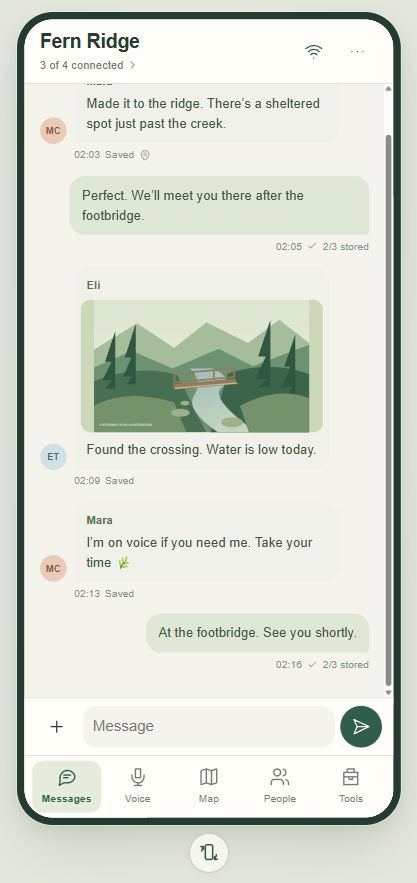 Fern Ridge
3 of 4 connected
Made it to the ridge. There’s a sheltered
spot just past the creek.
MC
02:03 Saved
Perfect. We’ll meet you there after the
footbridge.
02:05 2/3 stored
Eli
Found the crossing. Water is low today.
ET
02:09 Saved
Mara
I’m on voice if you need me. Take your
time 🌿
MC
02:13 Saved
At the footbridge. See you shortly.
02:16 2/3 stored
Message
Messages
Voice
Map
People
Tools